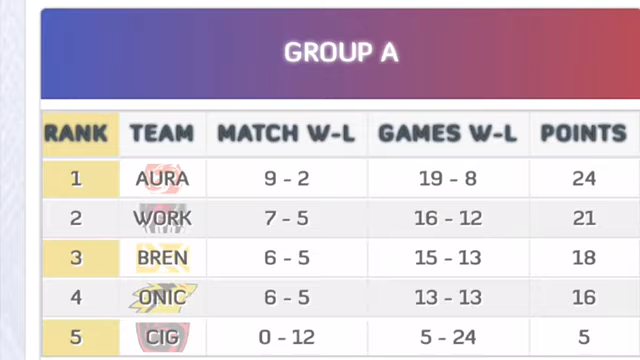 GROUP A
RANK TEAM MATCH W-L GAMES W-L POINTS
1 AURA 9 - 2 19 - 8 24
2 WORK 7 - 5 16 - 12 21
3 BREN 6 - 5 15 - 13 18
4 ONIC 6 - 5 13 - 13 16
5 CIG 0 - 12 5 - 24 5